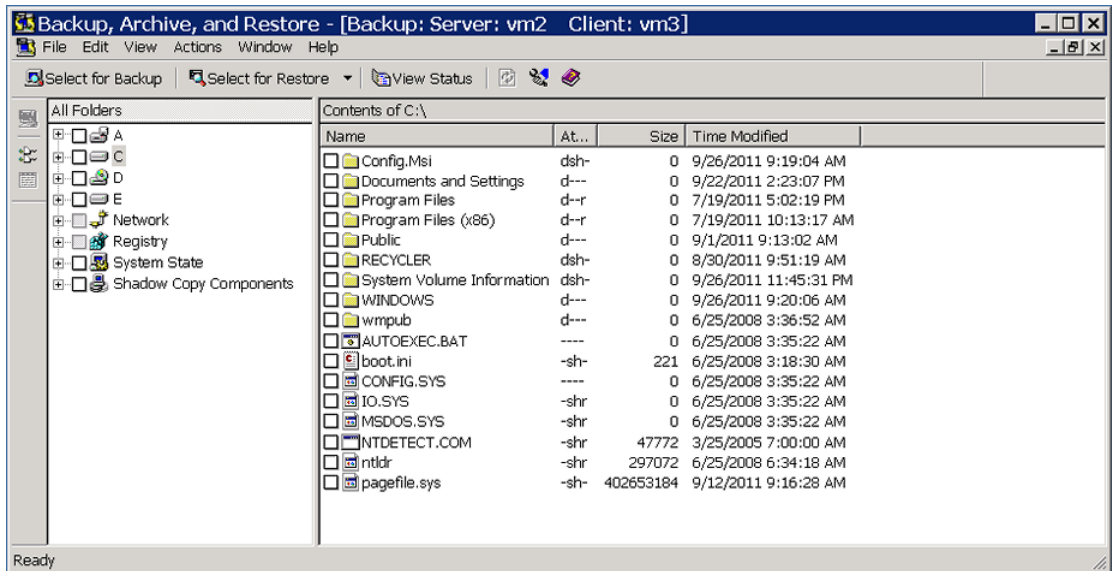 Backup, Archive, and Restore - [Backup: Server: vm2 Client: vm3]
File Edit View Actions Window Help
Select for Backup Select for Restore View Status
All Folders
A
C
D
E
Network
Registry
System State
Shadow Copy Components
Contents of C:\
Name At... Size Time Modified
Config.Msi dsh- 0 9/26/2011 9:19:04 AM
Documents and Settings d--- 0 9/22/2011 2:23:07 PM
Program Files d--r 0 7/19/2011 5:02:19 PM
Program Files (x86) d--r 0 7/19/2011 10:13:17 AM
Public d--- 0 9/1/2011 9:13:02 AM
RECYCLER dsh- 0 8/30/2011 9:51:19 AM
System Volume Information dsh- 0 9/26/2011 11:45:31 PM
WINDOWS d--- 0 9/26/2011 9:20:06 AM
wmpub d--- 0 6/25/2008 3:36:52 AM
AUTOEXEC.BAT ---- 0 6/25/2008 3:35:22 AM
boot.ini -sh- 221 6/25/2008 3:18:30 AM
CONFIG.SYS ---- 0 6/25/2008 3:35:22 AM
IO.SYS -shr 0 6/25/2008 3:35:22 AM
MSDOS.SYS -shr 0 6/25/2008 3:35:22 AM
NTDETECT.COM -shr 47772 3/25/2005 7:00:00 AM
ntldr -shr 297072 6/25/2008 6:34:18 AM
pagefile.sys -sh- 402653184 9/12/2011 9:16:28 AM
Ready